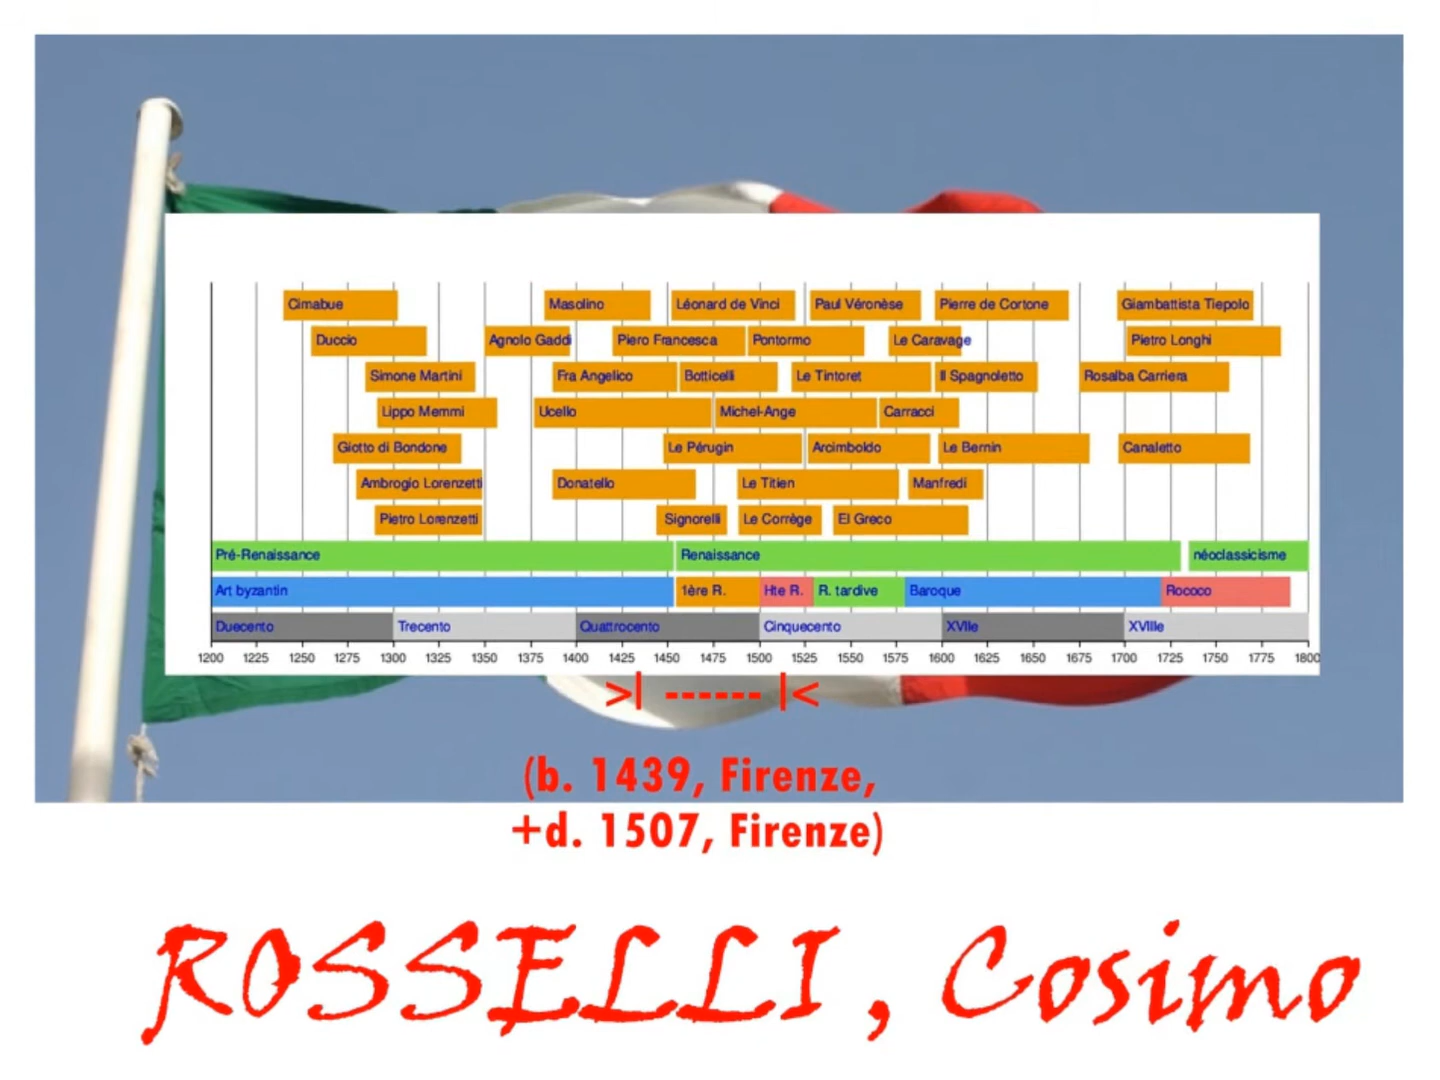 Cimabue Masolino Léonard de Vinci Paul Véronèse Pierre de Cortone Giambattista Tiepolo
Duccio Agnolo Gaddi Piero Francesca Pontormo Le Caravage Pietro Longhi
Simone Martini Fra Angelico Botticelli Le Tintoret Il Spagnoletto Rosalba Carriera
Lippo Memmi Ucello Michel-Ange Carracci
Giotto di Bondone Le Pérugin Arcimboldo Le Bernin Canaletto
Ambrogio Lorenzetti Donatello Le Titien Manfredi
Pietro Lorenzetti Signorelli Le Corrège El Greco
Pré-Renaissance Renaissance néoclassicisme
Art byzantin 1ère R. Hte R. R. tardive Baroque Rococo
Duecento Trecento Quattrocento Cinquecento XVIIe XVIIIe
1200 1225 1250 1275 1300 1325 1350 1375 1400 1425 1450 1475 1500 1525 1550 1575 1600 1625 1650 1675 1700 1725 1750 1775 1800
>| ------ |<
(b. 1439, Firenze,
+d. 1507, Firenze)
ROSSELLI , Cosimo